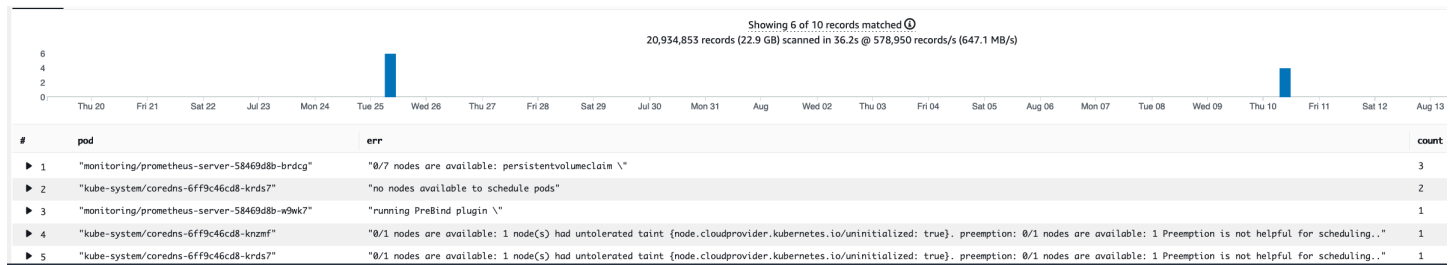 Showing 6 of 10 records matched
20,934,853 records (22.9 GB) scanned in 36.2s @ 578,950 records/s (647.1 MB/s)
6
4
2
0
Thu 20 Fri 21 Sat 22 Jul 23 Mon 24 Tue 25 Wed 26 Thu 27 Fri 28 Sat 29 Jul 30 Mon 31 Aug Wed 02 Thu 03 Fri 04 Sat 05 Aug 06 Mon 07 Tue 08 Wed 09 Thu 10 Fri 11 Sat 12 Aug 13
# pod err count
1 "monitoring/prometheus-server-58469d8b-brdcg" "0/7 nodes are available: persistentvolumeclaim \" 3
2 "kube-system/coredns-6ff9c46cd8-krds7" "no nodes available to schedule pods" 2
3 "monitoring/prometheus-server-58469d8b-w9wk7" "running PreBind plugin \" 1
4 "kube-system/coredns-6ff9c46cd8-knzmf" "0/1 nodes are available: 1 node(s) had untolerated taint {node.cloudprovider.kubernetes.io/uninitialized: true}. preemption: 0/1 nodes are available: 1 Preemption is not helpful for scheduling.." 1
5 "kube-system/coredns-6ff9c46cd8-krds7" "0/1 nodes are available: 1 node(s) had untolerated taint {node.cloudprovider.kubernetes.io/uninitialized: true}. preemption: 0/1 nodes are available: 1 Preemption is not helpful for scheduling.." 1